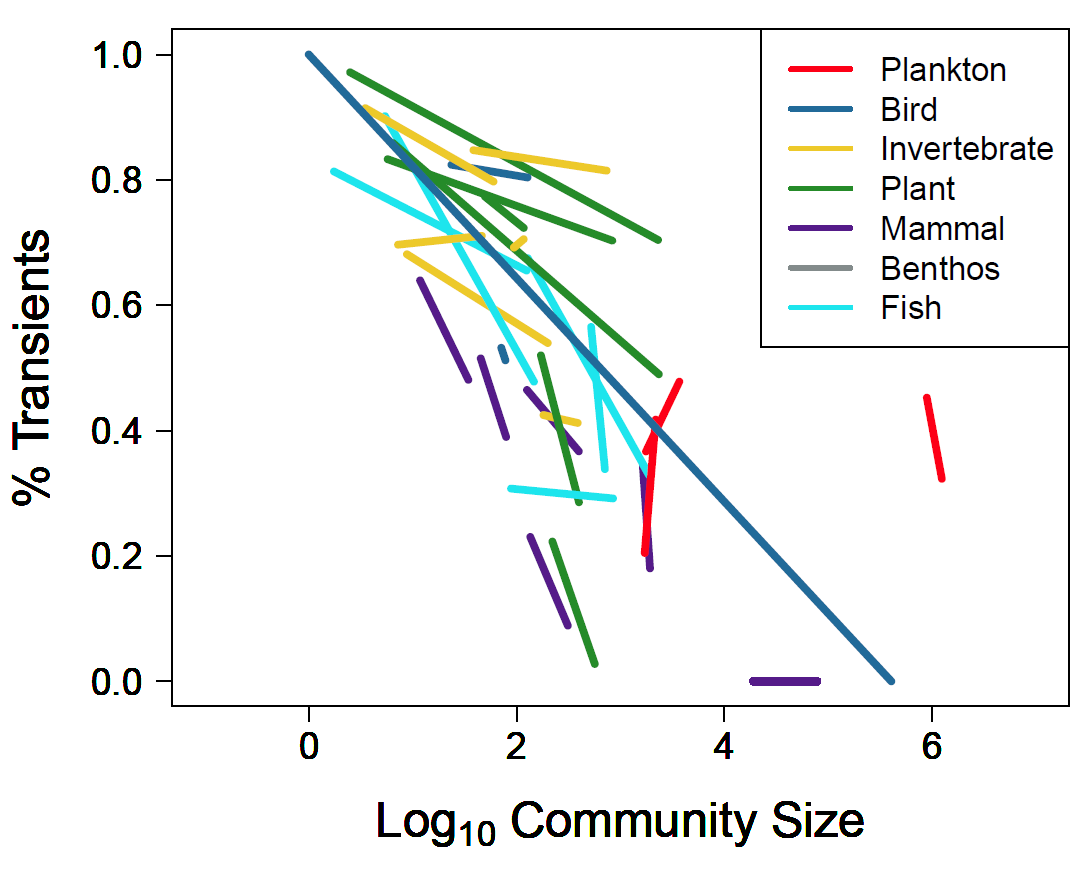 % Transients
1.0
0.8
0.6
0.4
0.2
0.0
0 2 4 6
Log₁₀ Community Size
Plankton
Bird
Invertebrate
Plant
Mammal
Benthos
Fish